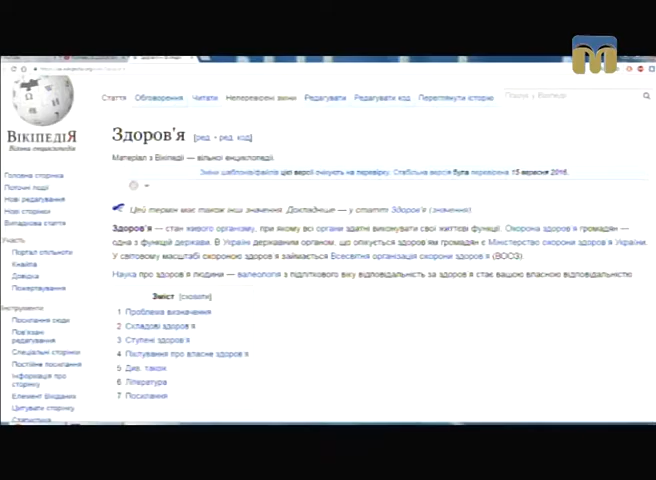 Стаття Обговорення Читати Неперевірені зміни Редагувати Редагувати код Переглянути історію
Пошук у Вікіпедії
ВІКІПЕДІЯ
Вільна енциклопедія
Здоров'я [ред. • ред. код]
Матеріал з Вікіпедії — вільної енциклопедії.
Зміни шаблонів/файлів цієї версії очікують на перевірку. Стабільна версія була перевірена 15 вересня 2016.
Цей термін має також інші значення. Докладніше — у статті Здоров'я (значення)
Здоров'я — стан живого організму, при якому всі органи здатні виконувати свої життєві функції. Охорона здоров'я громадян —
одна з функцій держави. В Україні державним органом, що опікується здоров'ям громадян є Міністерство охорони здоров'я України.
У світовому масштабі охороною здоров'я займається Всесвітня організація охорони здоров'я (ВООЗ)
Наука про здоров'я людини — валеологія з підліткового віку відповідальність за здоров'я стає вашою власною відповідальністю
Зміст [сховати]
1 Проблема визначення
2 Складові здоров'я
3 Ступені здоров'я
4 Піклування про власне здоров'я
5 Див. також
6 Література
7 Посилання
Головна сторінка
Поточні події
Нові редагування
Нові сторінки
Випадкова стаття
Участь
Портал спільноти
Кнайпа
Довідка
Пожертвування
Інструменти
Посилання сюди
Пов'язані
редагування
Спеціальні сторінки
Постійне посилання
Інформація про
сторінку
Елемент Вікіданих
Цитувати сторінку
Статистика